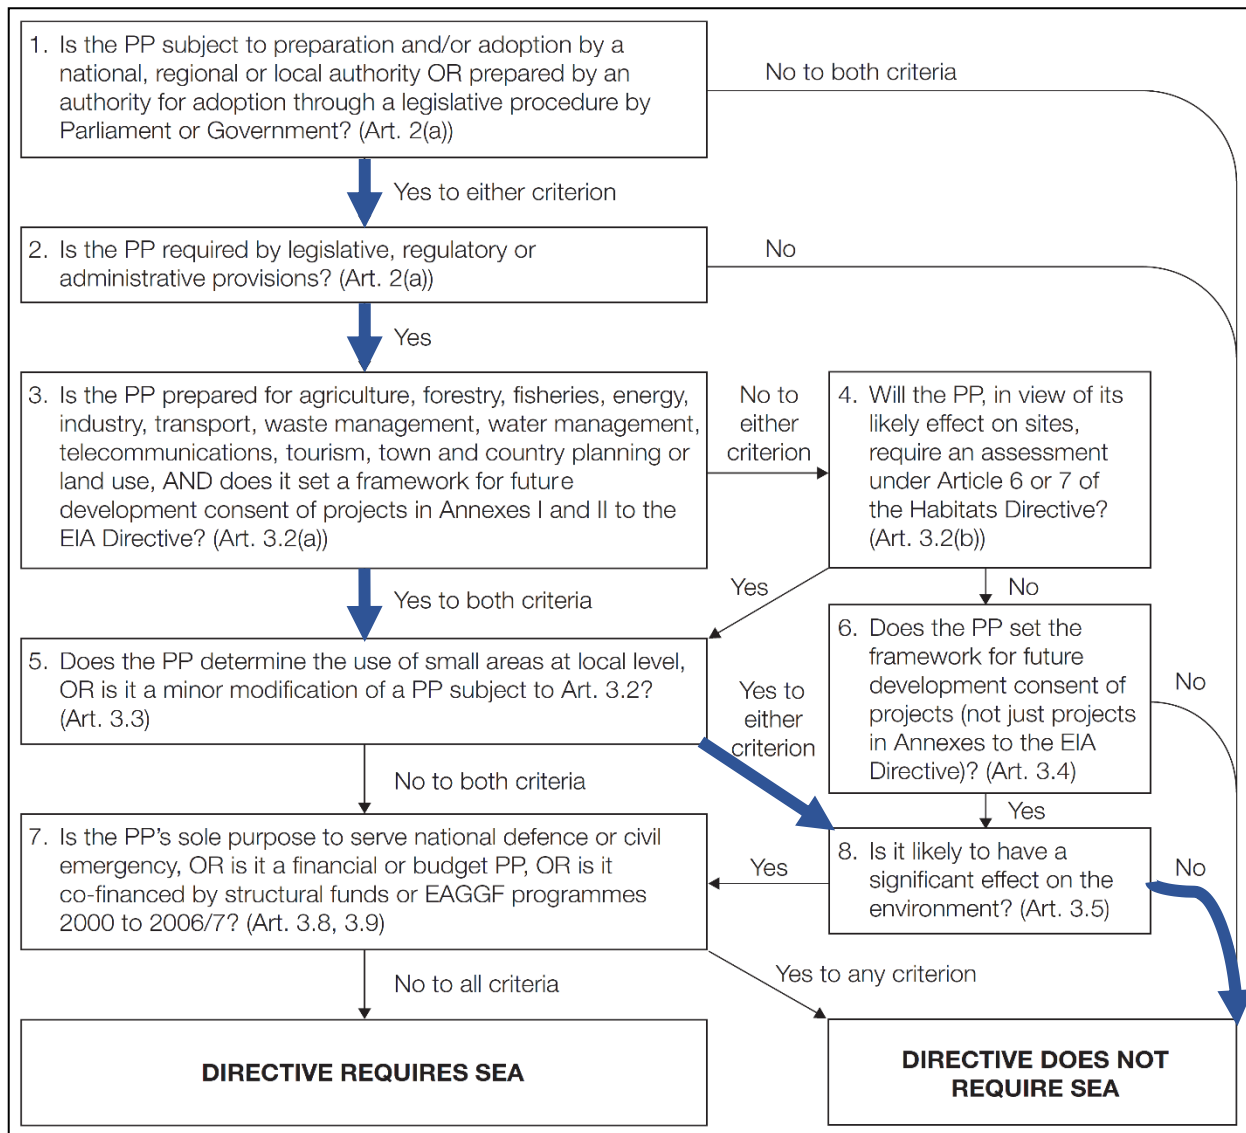 1. Is the PP subject to preparation and/or adoption by a
national, regional or local authority OR prepared by an
authority for adoption through a legislative procedure by
Parliament or Government? (Art. 2(a))
No to both criteria
Yes to either criterion
2. Is the PP required by legislative, regulatory or
administrative provisions? (Art. 2(a))
No
Yes
3. Is the PP prepared for agriculture, forestry, fisheries, energy,
industry, transport, waste management, water management,
telecommunications, tourism, town and country planning or
land use, AND does it set a framework for future
development consent of projects in Annexes I and II to the
EIA Directive? (Art. 3.2(a))
No to
either
criterion
4. Will the PP, in view of its
likely effect on sites,
require an assessment
under Article 6 or 7 of
the Habitats Directive?
(Art. 3.2(b))
Yes to both criteria
Yes
No
5. Does the PP determine the use of small areas at local level,
OR is it a minor modification of a PP subject to Art. 3.2?
(Art. 3.3)
Yes to
either
criterion
6. Does the PP set the
framework for future
development consent of
projects (not just projects
in Annexes to the EIA
Directive)? (Art. 3.4)
No
No to both criteria
Yes
7. Is the PP's sole purpose to serve national defence or civil
emergency, OR is it a financial or budget PP, OR is it
co-financed by structural funds or EAGGF programmes
2000 to 2006/7? (Art. 3.8, 3.9)
Yes
8. Is it likely to have a
significant effect on the
environment? (Art. 3.5)
No
No to all criteria
Yes to any criterion
DIRECTIVE REQUIRES SEA
DIRECTIVE DOES NOT
REQUIRE SEA